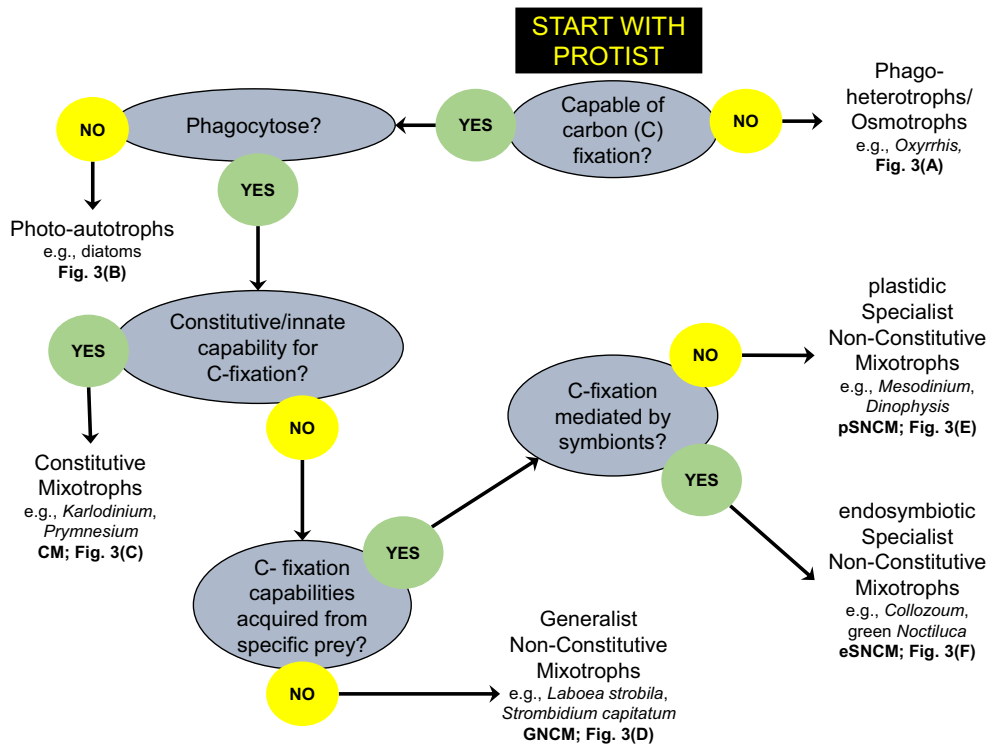 START WITH
PROTIST
Capable of
carbon (C)
fixation?
YES
NO
Phago-
heterotrophs/
Osmotrophs
e.g., Oxyrrhis,
Fig. 3(A)
Phagocytose?
NO
YES
Photo-autotrophs
e.g., diatoms
Fig. 3(B)
Constitutive/innate
capability for
C-fixation?
YES
NO
Constitutive
Mixotrophs
e.g., Karlodinium,
Prymnesium
CM; Fig. 3(C)
C- fixation
capabilities
acquired from
specific prey?
YES
NO
Generalist
Non-Constitutive
Mixotrophs
e.g., Laboea strobila,
Strombidium capitatum
GNCM; Fig. 3(D)
C-fixation
mediated by
symbionts?
NO
YES
plastidic
Specialist
Non-Constitutive
Mixotrophs
e.g., Mesodinium,
Dinophysis
pSNCM; Fig. 3(E)
endosymbiotic
Specialist
Non-Constitutive
Mixotrophs
e.g., Collozoum,
green Noctiluca
eSNCM; Fig. 3(F)